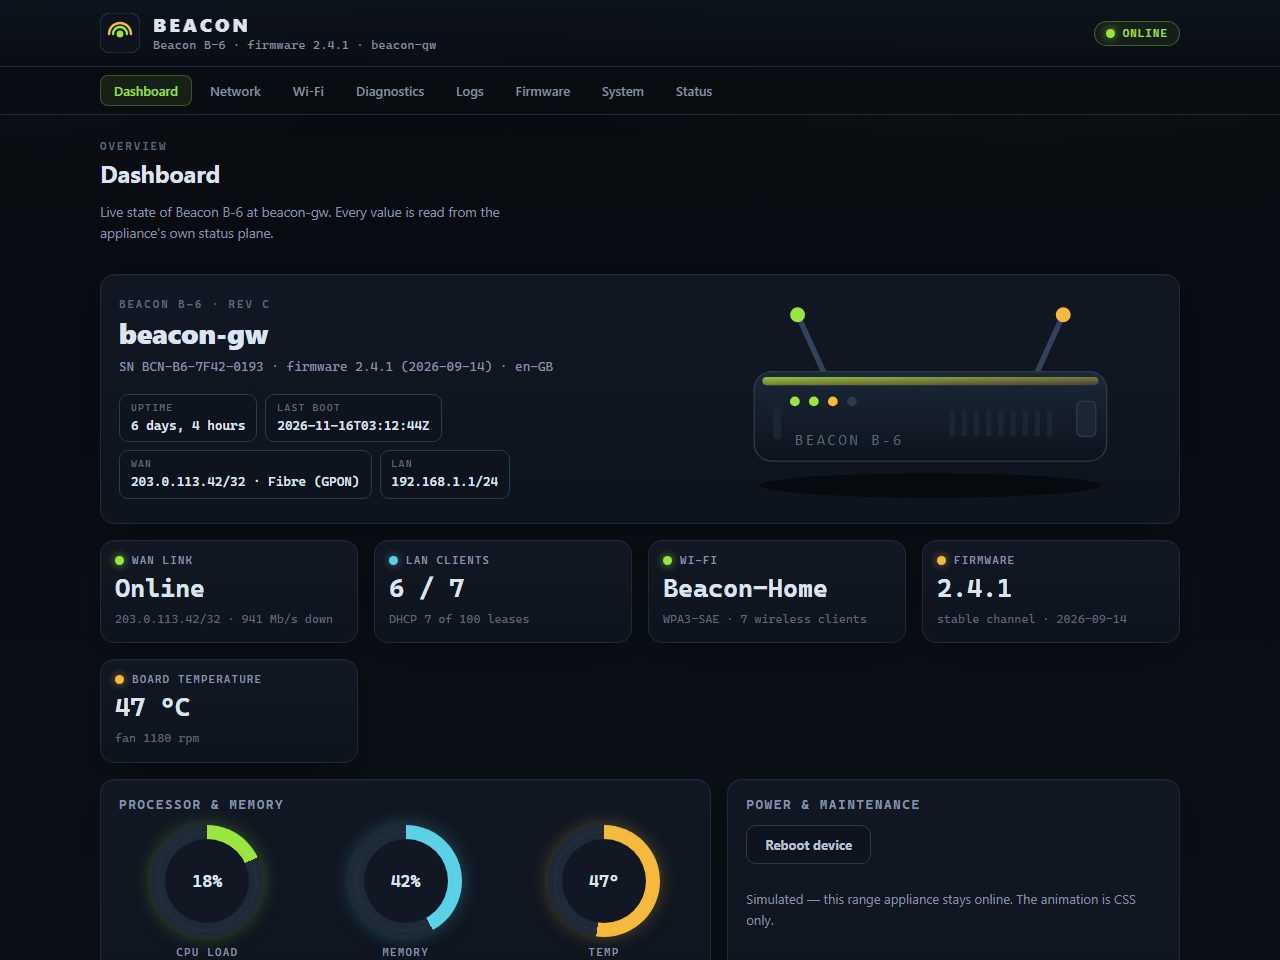 BEACON
Beacon B-6 · firmware 2.4.1 · beacon-gw
ONLINE
Dashboard
Network
Wi-Fi
Diagnostics
Logs
Firmware
System
Status
OVERVIEW
Dashboard
Live state of Beacon B-6 at beacon-gw. Every value is read from the
appliance's own status plane.
BEACON B-6 · REV C
beacon-gw
SN BCN-B6-7F42-0193 · firmware 2.4.1 (2026-09-14) · en-GB
UPTIME
6 days, 4 hours
LAST BOOT
2026-11-16T03:12:44Z
WAN
203.0.113.42/32 · Fibre (GPON)
LAN
192.168.1.1/24
BEACON B-6
WAN LINK
Online
203.0.113.42/32 · 941 Mb/s down
LAN CLIENTS
6 / 7
DHCP 7 of 100 leases
WI-FI
Beacon-Home
WPA3-SAE · 7 wireless clients
FIRMWARE
2.4.1
stable channel · 2026-09-14
BOARD TEMPERATURE
47 °C
fan 1180 rpm
PROCESSOR & MEMORY
18%
CPU LOAD
42%
MEMORY
47°
TEMP
POWER & MAINTENANCE
Reboot device
Simulated — this range appliance stays online. The animation is CSS
only.